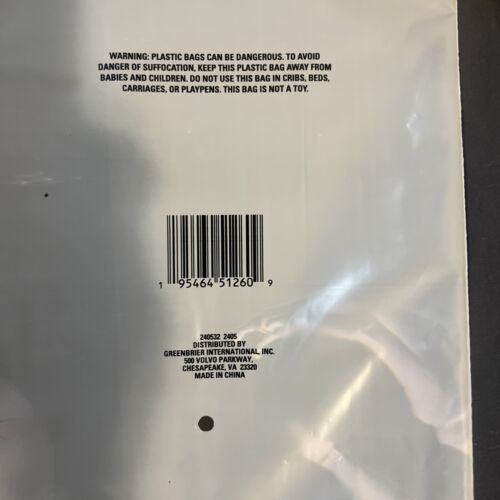 WARNING: PLASTIC BAGS CAN BE DANGEROUS. TO AVOID
DANGER OF SUFFOCATION, KEEP THIS PLASTIC BAG AWAY FROM
BABIES AND CHILDREN. DO NOT USE THIS BAG IN CRIBS, BEDS,
CARRIAGES, OR PLAYPENS. THIS BAG IS NOT A TOY.
1 95464 51260 9
240532 2405
DISTRIBUTED BY
GREENBRIER INTERNATIONAL, INC.
500 VOLVO PARKWAY,
CHESAPEAKE, VA 23320
MADE IN CHINA